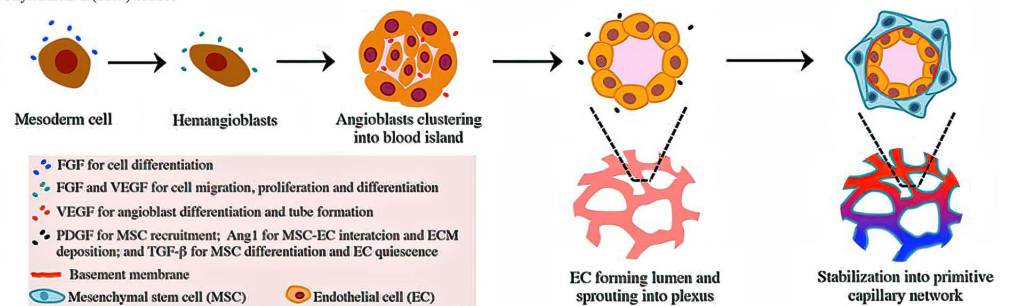 Mesoderm cell
Hemangioblasts
Angioblasts clustering
into blood island
FGF for cell differentiation
FGF and VEGF for cell migration, proliferation and differentiation
VEGF for angioblast differentiation and tube formation
PDGF for MSC recruitment; Ang1 for MSC-EC interatcion and ECM
deposition; and TGF-β for MSC differentiation and EC quiescence
Basement membrane
Mesenchymal stem cell (MSC)
Endothelial cell (EC)
EC forming lumen and
sprouting into plexus
Stabilization into primitive
capillary network